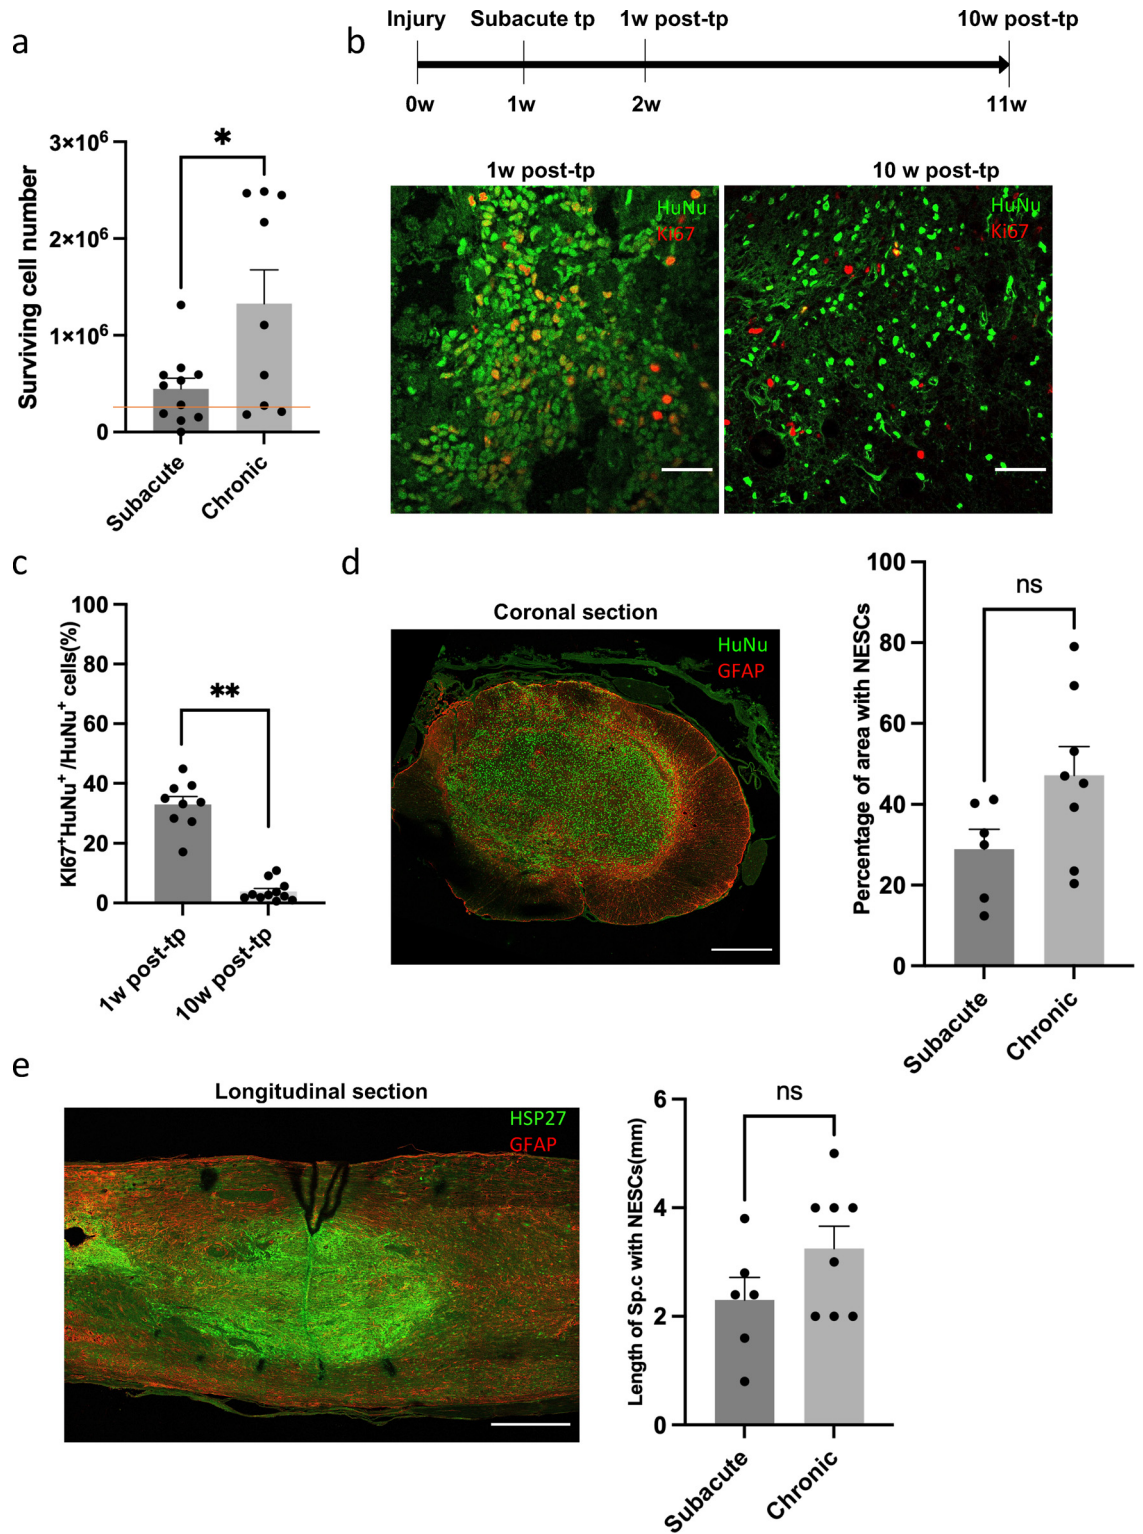 a
3×10⁶
2×10⁶
1×10⁶
0
Surviving cell number
*
Subacute
Chronic
b
Injury
Subacute tp
1w post-tp
10w post-tp
0w
1w
2w
11w
1w post-tp
HuNu
Ki67
10 w post-tp
HuNu
Ki67
c
100
80
60
40
20
0
KI67⁺HuNu⁺ /HuNu⁺ cells(%)
**
1w post-tp
10w post-tp
d
Coronal section
HuNu
GFAP
100
80
60
40
20
0
Percentage of area with NESCs
ns
Subacute
Chronic
e
Longitudinal section
HSP27
GFAP
6
4
2
0
Length of Sp.c with NESCs(mm)
ns
Subacute
Chronic